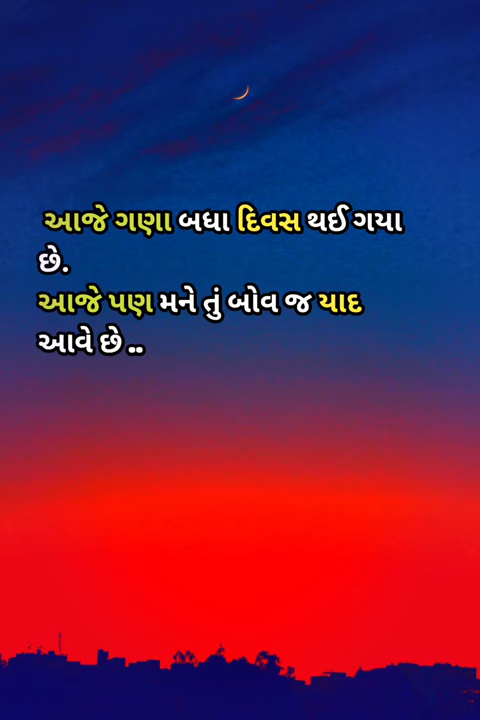 આજે ગણા બધા દિવસ થઈ ગયા
છે.
આજે પણ મને તું બોવ જ યાદ
આવે છે ..